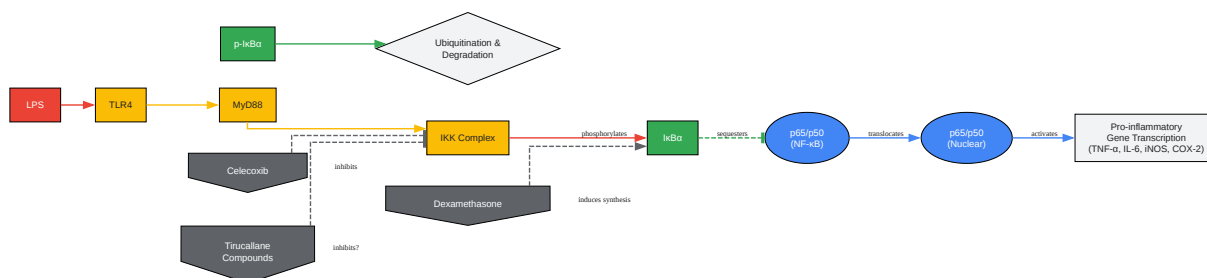 p-IκBα
Ubiquitination &
Degradation
LPS
TLR4
MyD88
IKK Complex
phosphorylates
IκBα
sequesters
p65/p50
(NF-κB)
translocates
p65/p50
(Nuclear)
activates
Pro-inflammatory
Gene Transcription
(TNF-α, IL-6, iNOS, COX-2)
Celecoxib
inhibits
Dexamethasone
induces synthesis
Tirucallane
Compounds
inhibits?